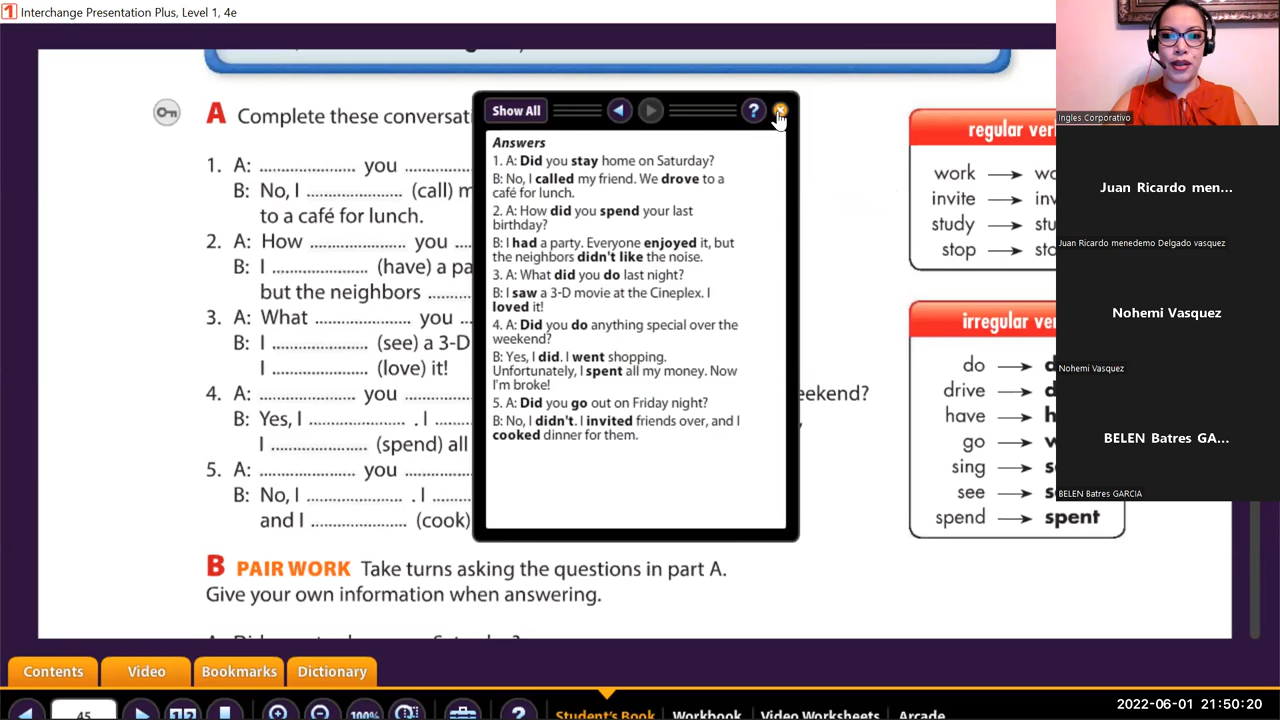 Interchange Presentation Plus, Level 1, 4e
A Complete these conversati
1. A: .................... you
B: No, I .................... (call) m
to a café for lunch.
2. A: How .................... you
B: I .................... (have) a pa
but the neighbors
3. A: What .................... you
B: I .................... (see) a 3-D
I .................... (love) it!
4. A: .................... you
eekend?
B: Yes, I .................... . I
I .................... (spend) all
5. A: .................... you
B: No, I .................... . I
and I .................... (cook)
B PAIR WORK Take turns asking the questions in part A.
Give your own information when answering.
Show All
?
Answers
1. A: Did you stay home on Saturday?
B: No, I called my friend. We drove to a
café for lunch.
2. A: How did you spend your last
birthday?
B: I had a party. Everyone enjoyed it, but
the neighbors didn't like the noise.
3. A: What did you do last night?
B: I saw a 3-D movie at the Cineplex. I
loved it!
4. A: Did you do anything special over the
weekend?
B: Yes, I did. I went shopping.
Unfortunately, I spent all my money. Now
I'm broke!
5. A: Did you go out on Friday night?
B: No, I didn't. I invited friends over, and I
cooked dinner for them.
regular ver
work → wo
invite → inv
study → stu
stop → sto
irregular ver
do → d
drive → d
have → h
go → w
sing → s
see → s
spend → spent
Ingles Corporativo
Juan Ricardo men...
Juan Ricardo menedemo Delgado vasquez
Nohemi Vasquez
Nohemi Vasquez
BELEN Batres GA...
BELEN Batres GARCIA
Contents
Video
Bookmarks
Dictionary
45
100%
?
Student's Book
Workbook
Video Worksheets
Arcade
2022-06-01 21:50:20